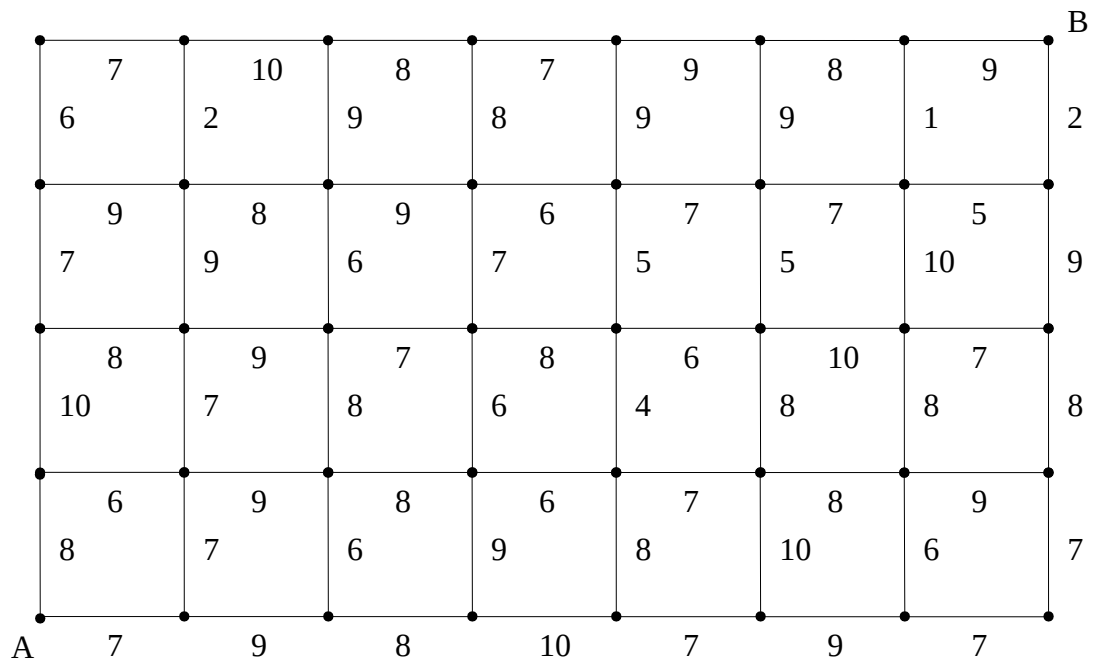 B
7 10 8 7 9 8 9
6 2 9 8 9 9 1 2
9 8 9 6 7 7 5
7 9 6 7 5 5 10 9
8 9 7 8 6 10 7
10 7 8 6 4 8 8 8
6 9 8 6 7 8 9
8 7 6 9 8 10 6 7
A 7 9 8 10 7 9 7